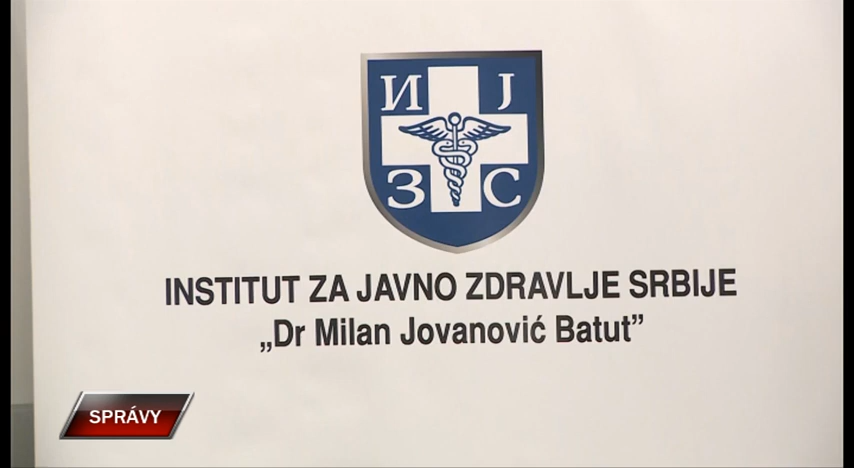 И Ј
З С
INSTITUT ZA JAVNO ZDRAVLJE SRBIJE
„Dr Milan Jovanović Batut”
SPRÁVY